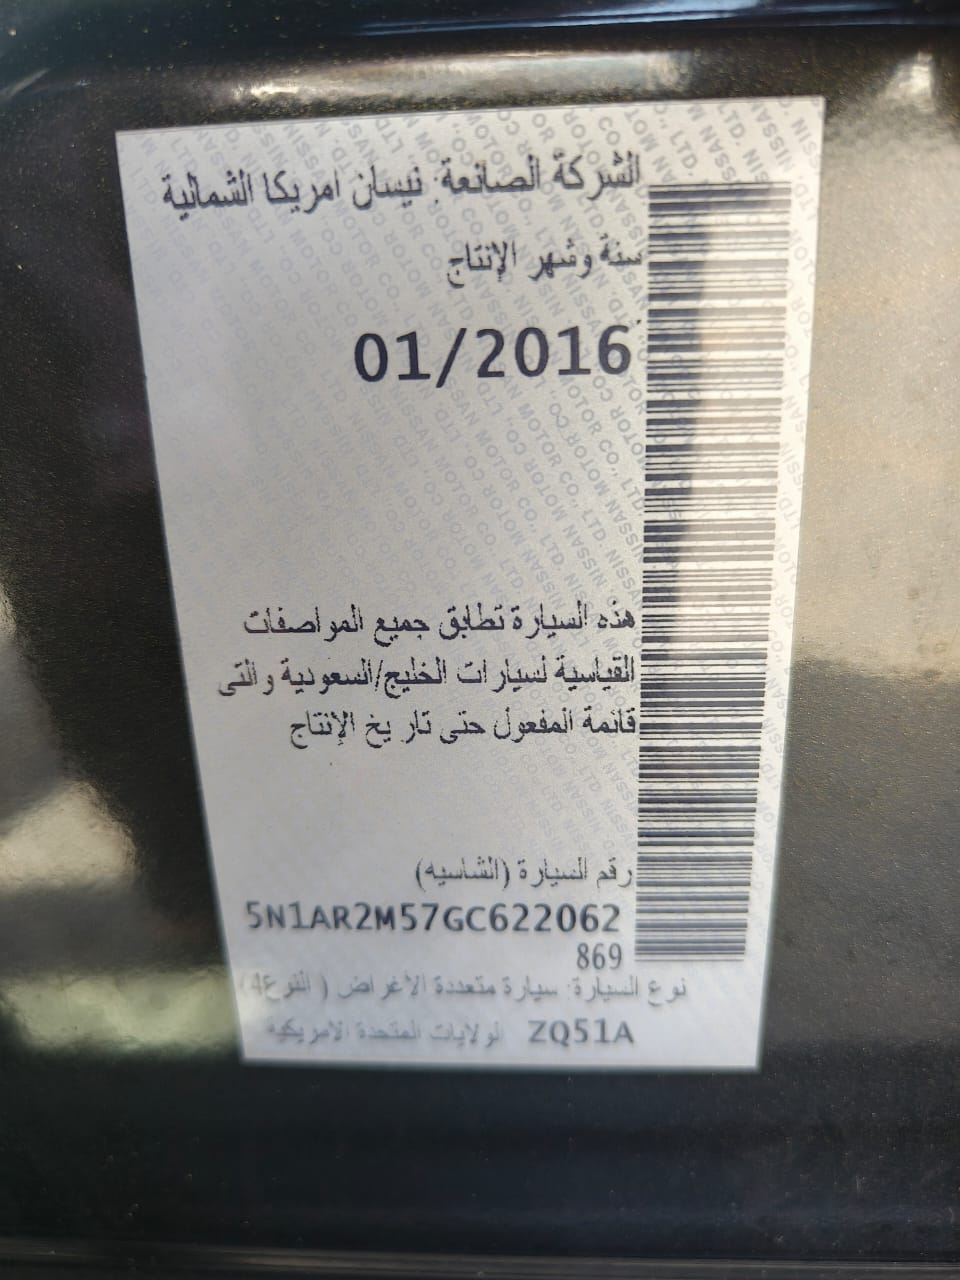 الشركة الصانعة: نيسان امريكا الشمالية
سنة وشهر الإنتاج
01/2016
هذه السيارة تطابق جميع المواصفات
القياسية لسيارات الخليج/السعودية والتى
قائمة المفعول حتى تاريخ الإنتاج
رقم السيارة (الشاسيه)
5N1AR2M57GC622062
869
نوع السيارة: سيارة متعددة الأغراض (النوع4)
ZQ51A لولايات المتحدة الامريكية